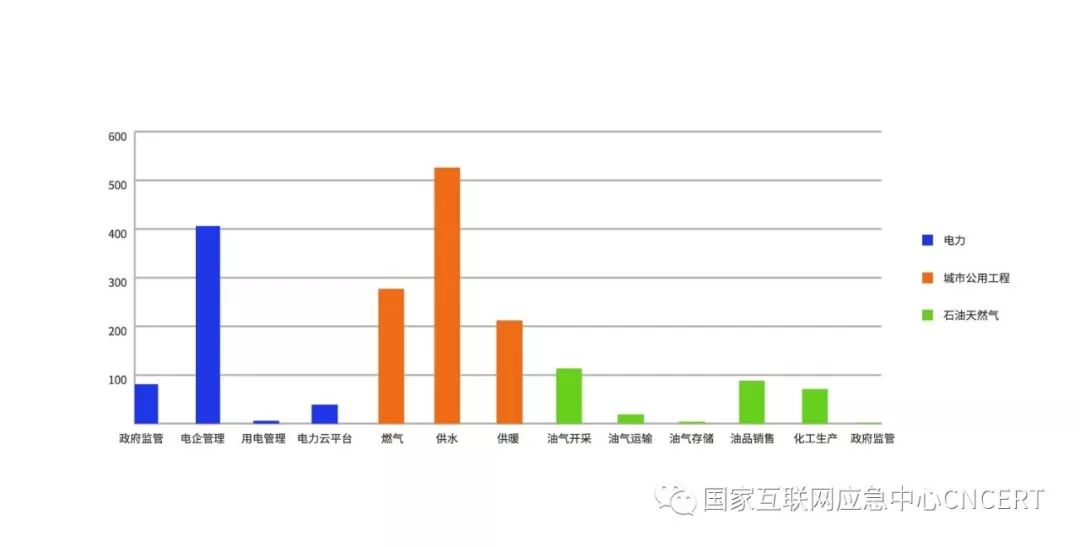 600
500
400
300
200
100
政府监管 电企管理 用电管理 电力云平台 燃气 供水 供暖 油气开采 油气运输 油气存储 油品销售 化工生产 政府监管
电力
城市公用工程
石油天然气
国家互联网应急中心CNCERT